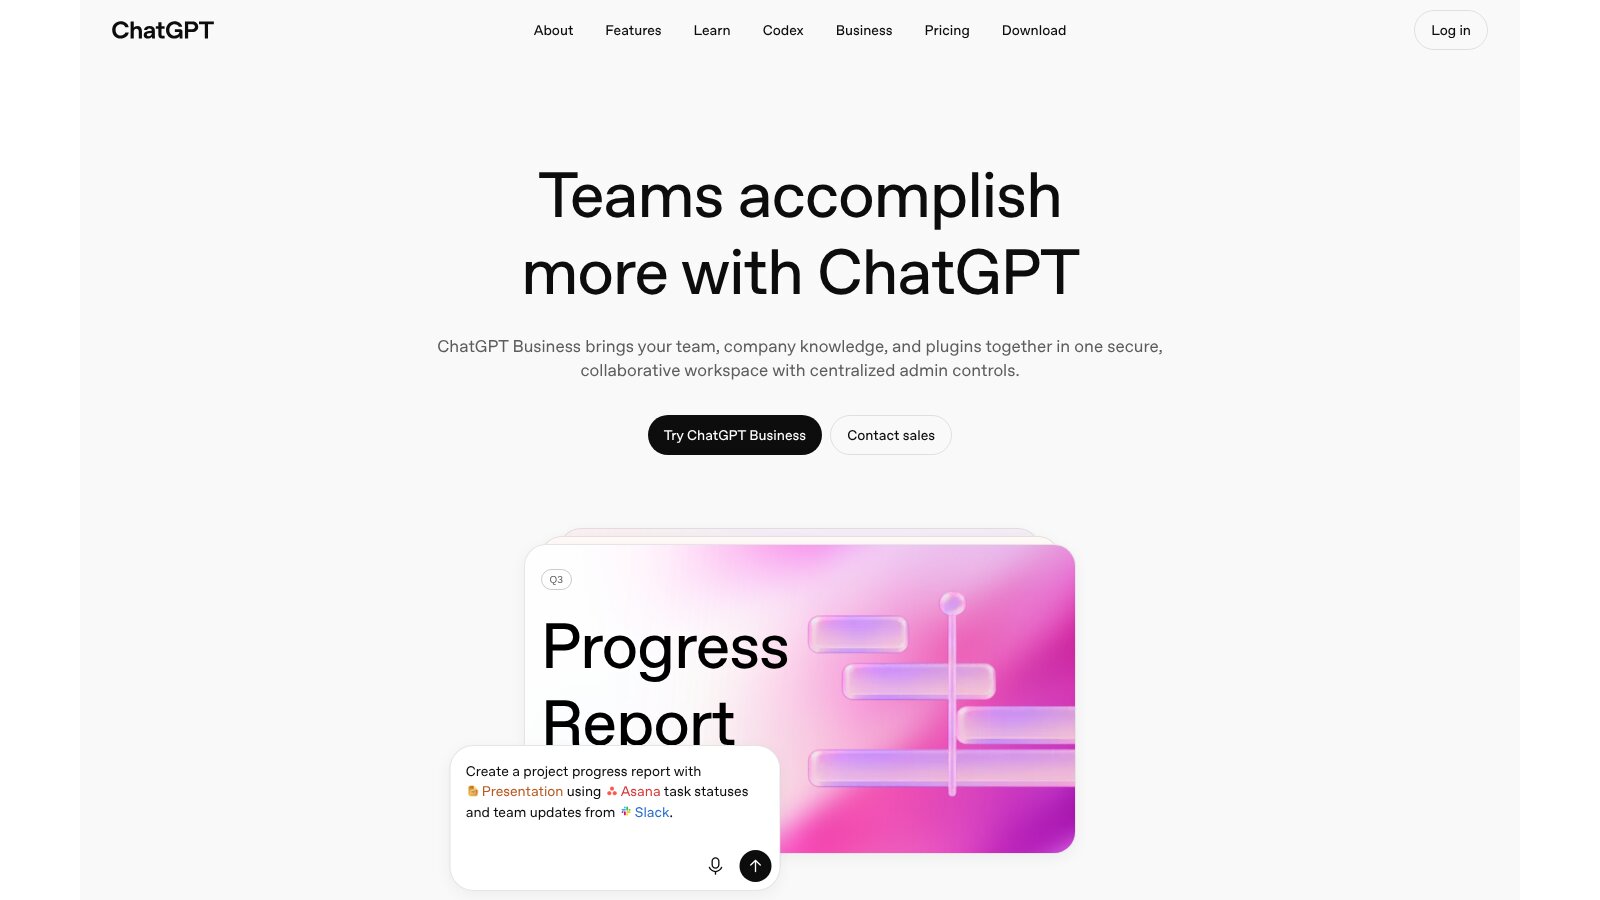 ChatGPT
About
Features
Learn
Codex
Business
Pricing
Download
Log in
Teams accomplish
more with ChatGPT
ChatGPT Business brings your team, company knowledge, and plugins together in one secure,
collaborative workspace with centralized admin controls.
Try ChatGPT Business
Contact sales
Q3
Progress
Report
Create a project progress report with
Presentation using Asana task statuses
and team updates from Slack.